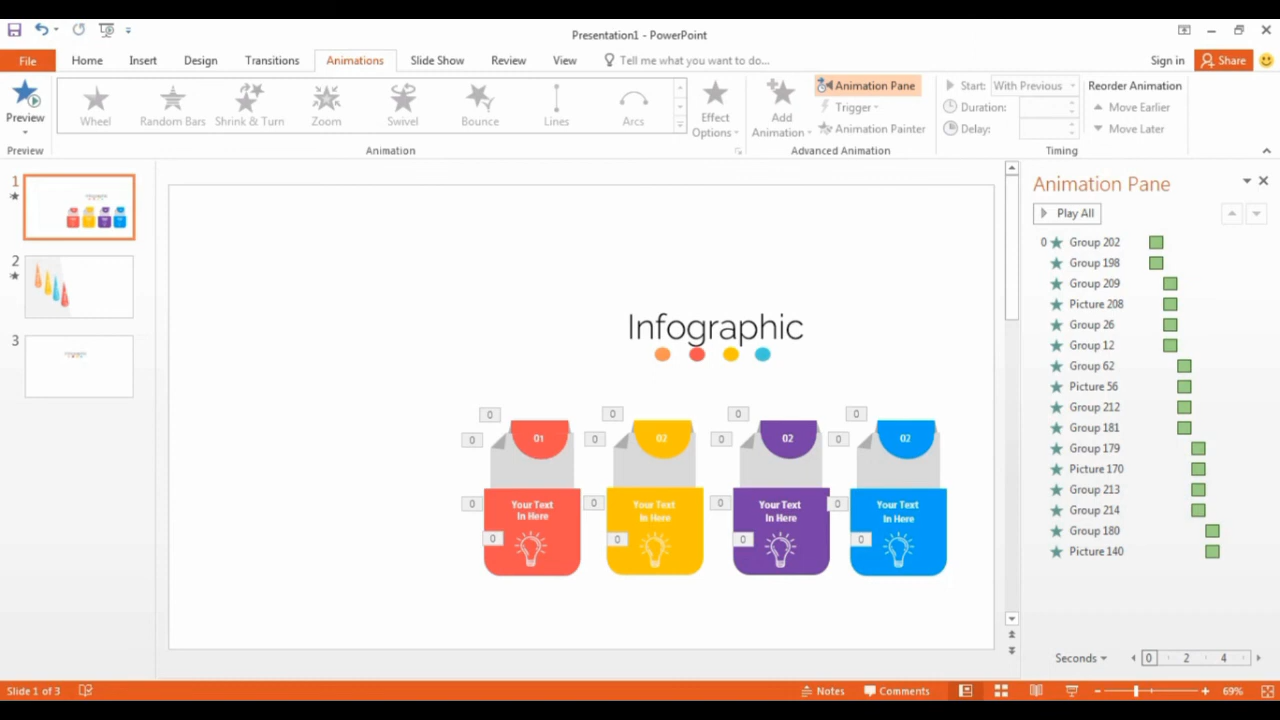 Presentation1 - PowerPoint
File Home Insert Design Transitions Animations Slide Show Review View Tell me what you want to do... Sign in Share
Preview
Wheel Random Bars Shrink & Turn Zoom Swivel Bounce Lines Arcs
Effect Options
Add Animation
Animation Pane
Trigger
Animation Painter
Start: With Previous
Duration:
Delay:
Reorder Animation
Move Earlier
Move Later
Preview Animation Advanced Animation Timing
1
2
3
Infographic
0 0 0 0
0 0 0 0
01 02 02 02
0 0 0 0
Your Text Your Text Your Text Your Text
In Here In Here In Here In Here
0 0 0 0
Animation Pane
Play All
0 Group 202
Group 198
Group 209
Picture 208
Group 26
Group 12
Group 62
Picture 56
Group 212
Group 181
Group 179
Picture 170
Group 213
Group 214
Group 180
Picture 140
Seconds 0 2 4
Slide 1 of 3 Notes Comments 69%